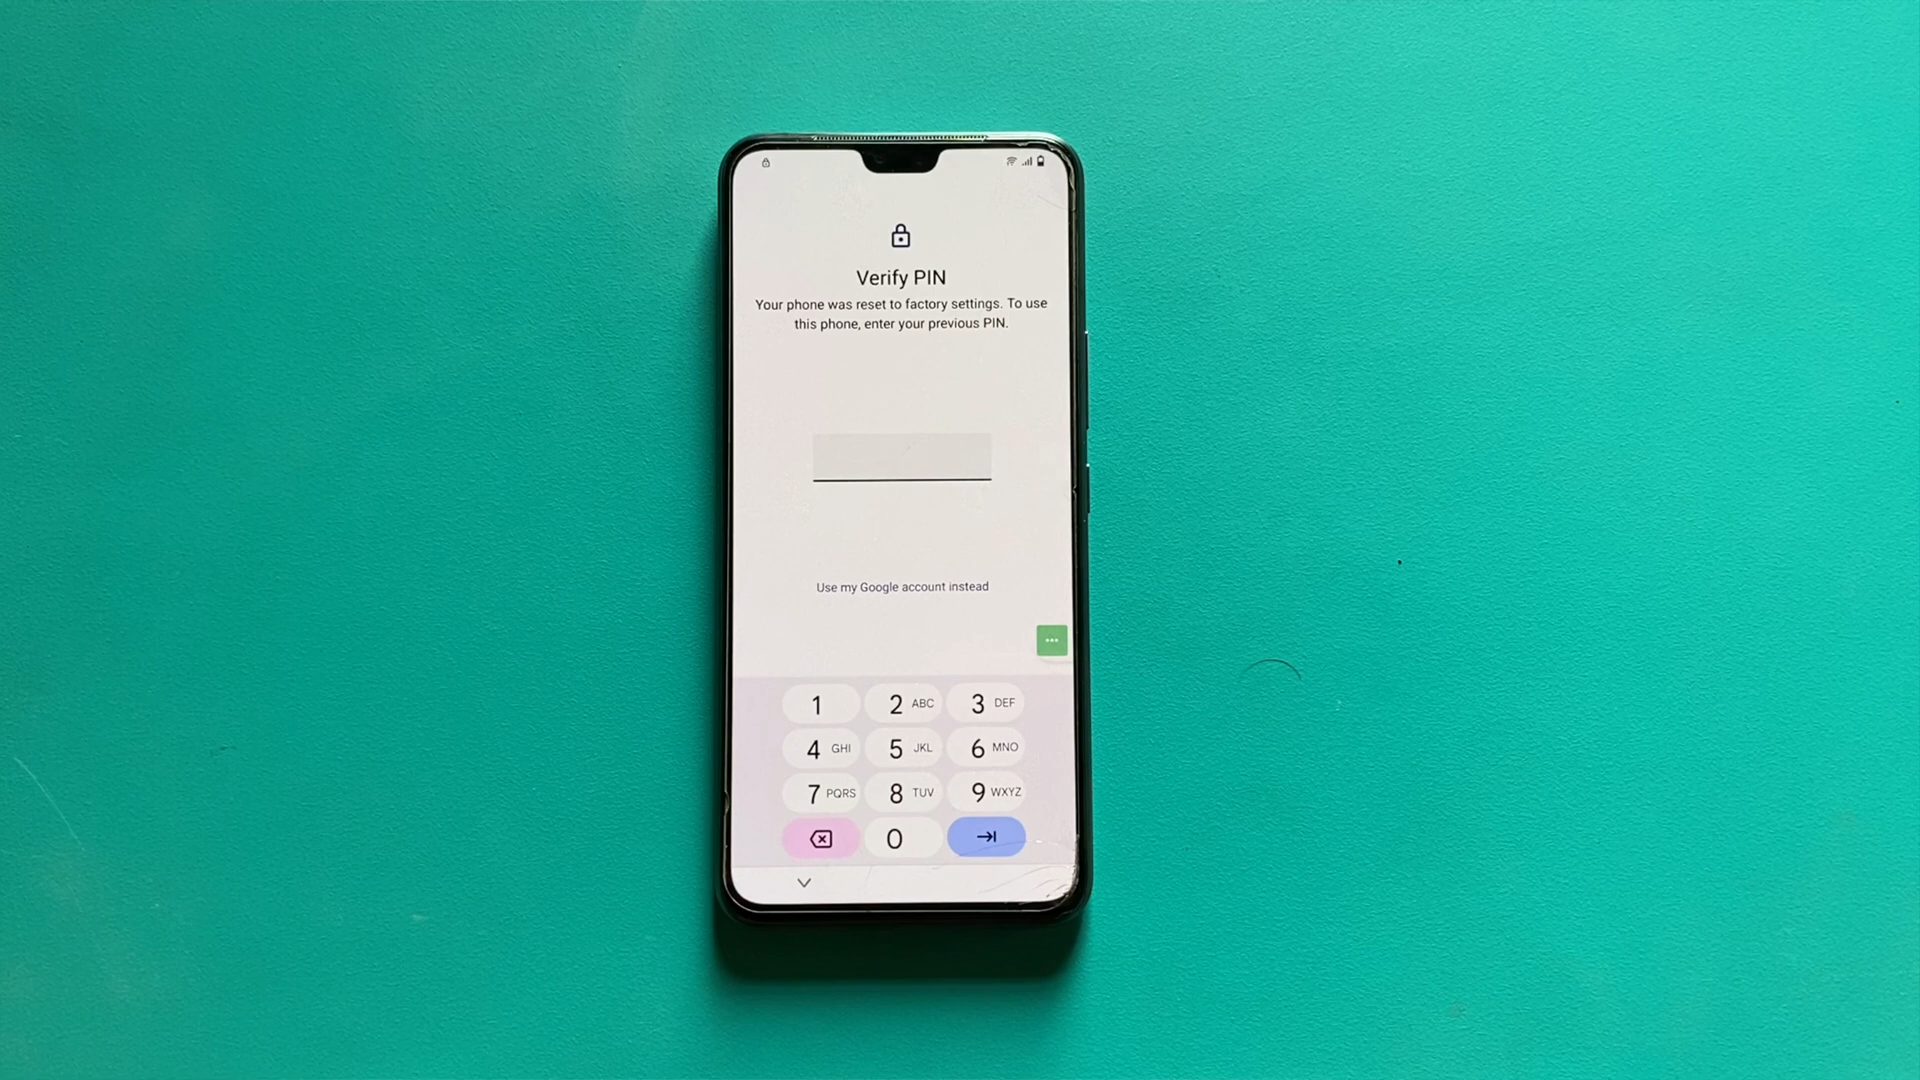 Verify PIN
Your phone was reset to factory settings. To use
this phone, enter your previous PIN.
Use my Google account instead
1 2 ABC 3 DEF
4 GHI 5 JKL 6 MNO
7 PQRS 8 TUV 9 WXYZ
0